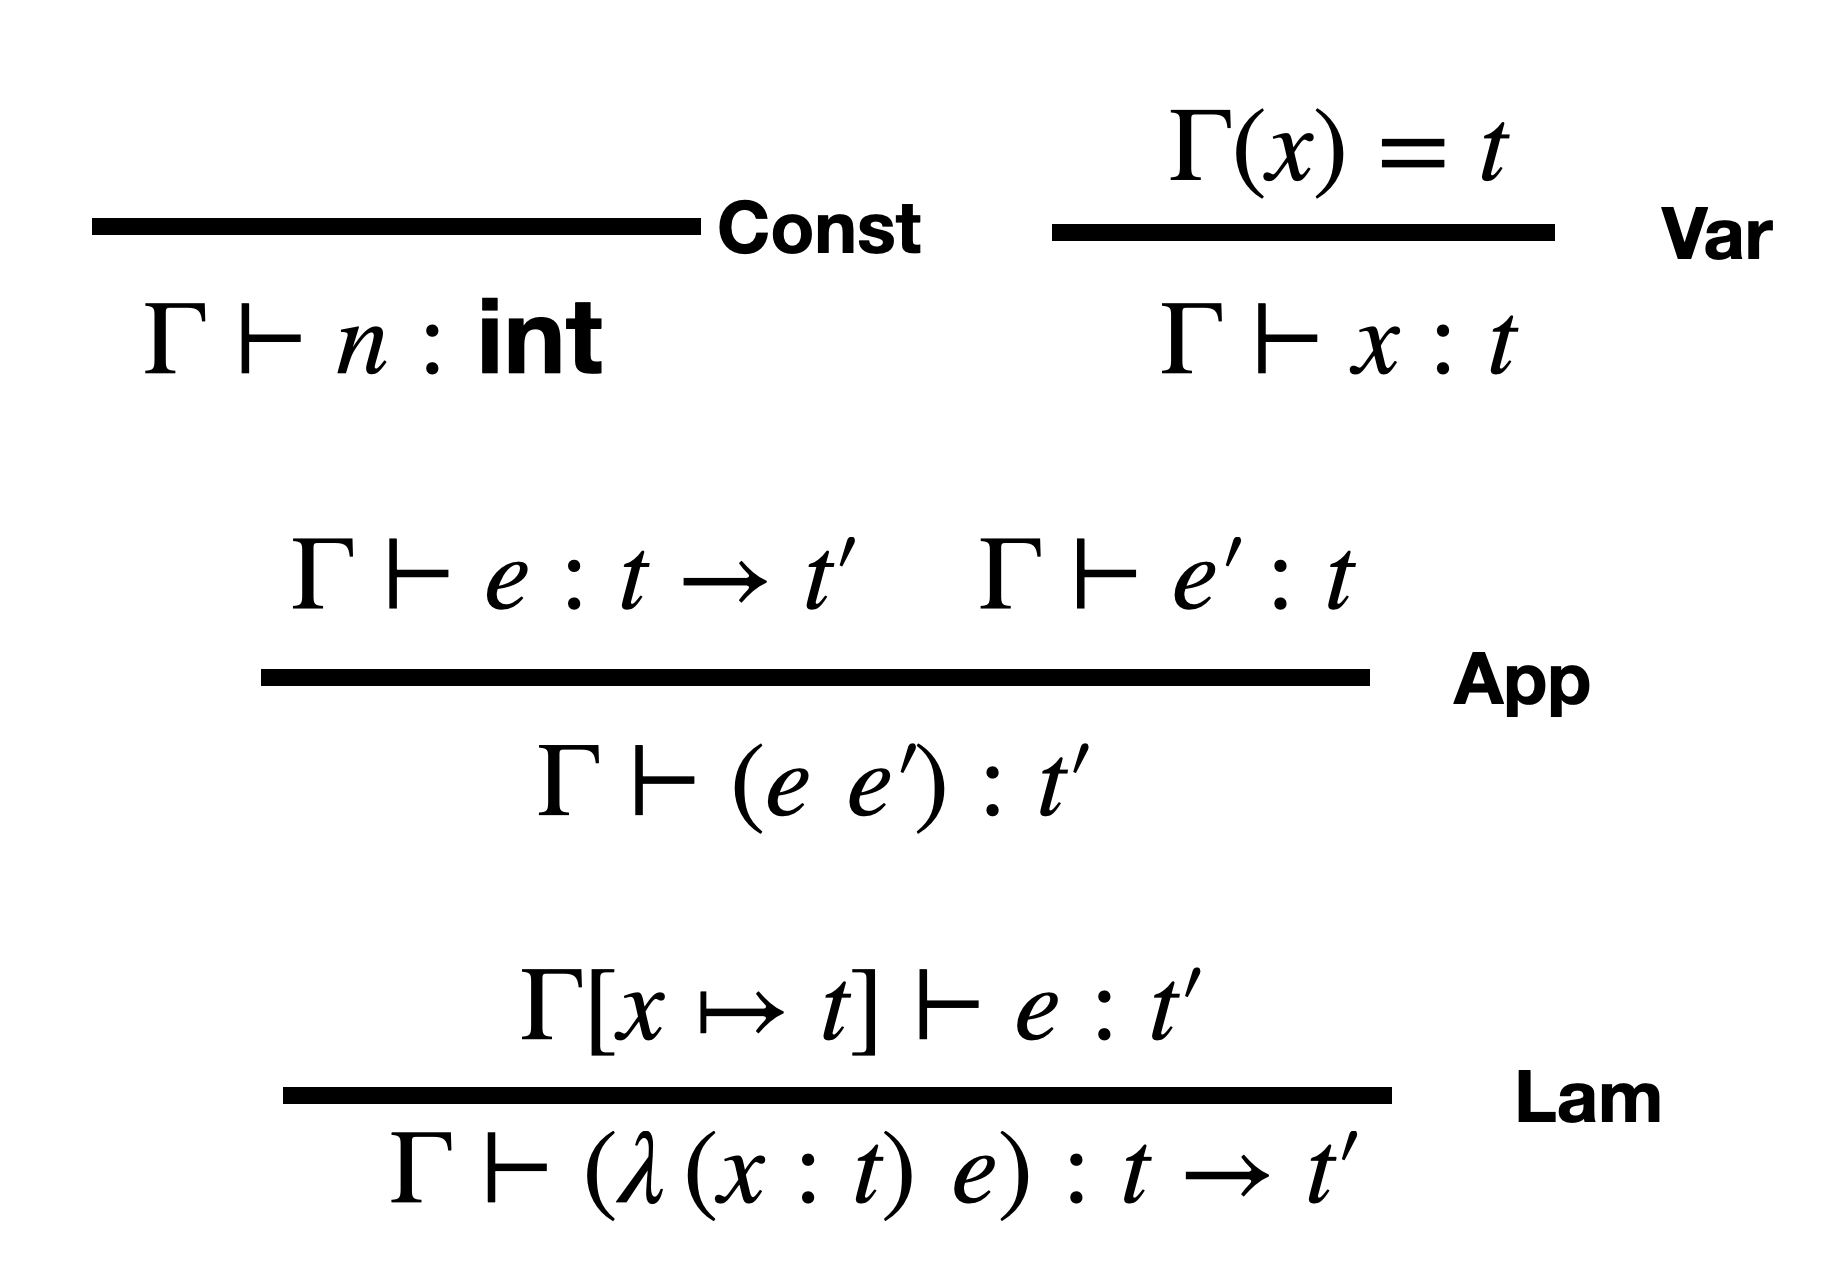 Γ(x) = t
Const
Var
Γ ⊢ n : int
Γ ⊢ x : t
Γ ⊢ e : t → t′ Γ ⊢ e′ : t
App
Γ ⊢ (e e′) : t′
Γ[x ↦ t] ⊢ e : t′
Lam
Γ ⊢ (λ (x : t) e) : t → t′